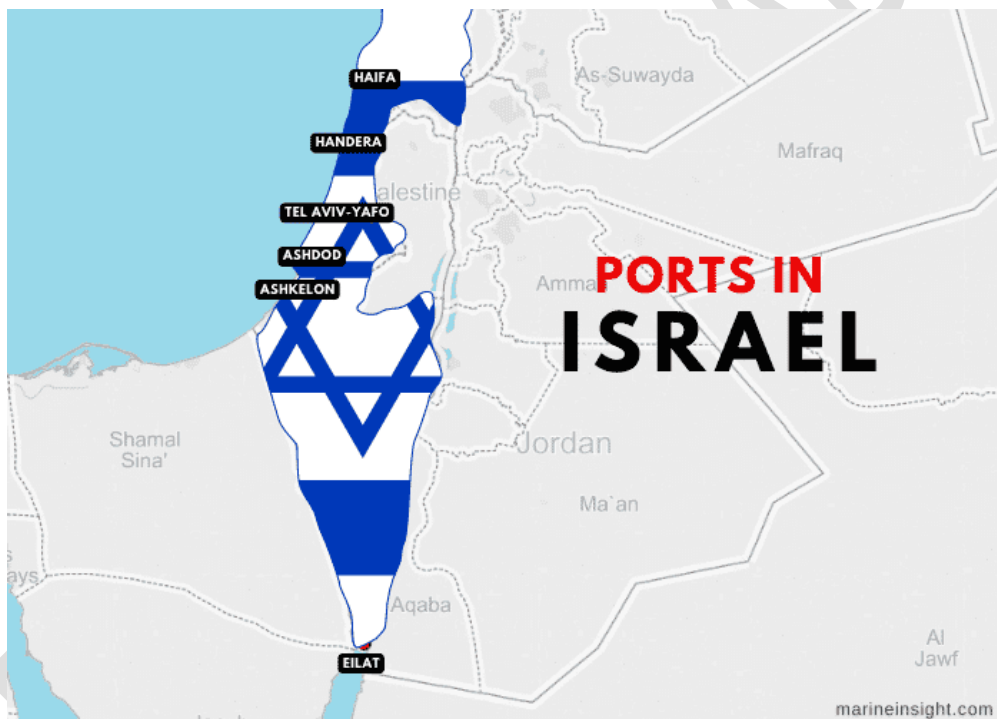 HAIFA
As-Suwayda
HANDERA
Mafraq
alestine
TEL AVIV-YAFO
ASHDOD
PORTS IN
Amma
ASHKELON
ISRAEL
Shamal
Sina'
Jordan
Ma`an
ays
Aqaba
EILAT
Al
Jawf
marineinsight.com